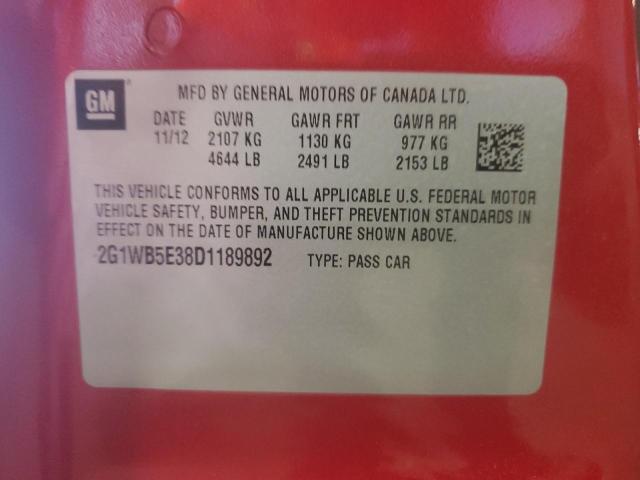 GM
MFD BY GENERAL MOTORS OF CANADA LTD.
DATE GVWR GAWR FRT GAWR RR
11/12 2107 KG 1130 KG 977 KG
4644 LB 2491 LB 2153 LB
THIS VEHICLE CONFORMS TO ALL APPLICABLE U.S. FEDERAL MOTOR
VEHICLE SAFETY, BUMPER, AND THEFT PREVENTION STANDARDS IN
EFFECT ON THE DATE OF MANUFACTURE SHOWN ABOVE.
2G1WB5E38D1189892 TYPE: PASS CAR